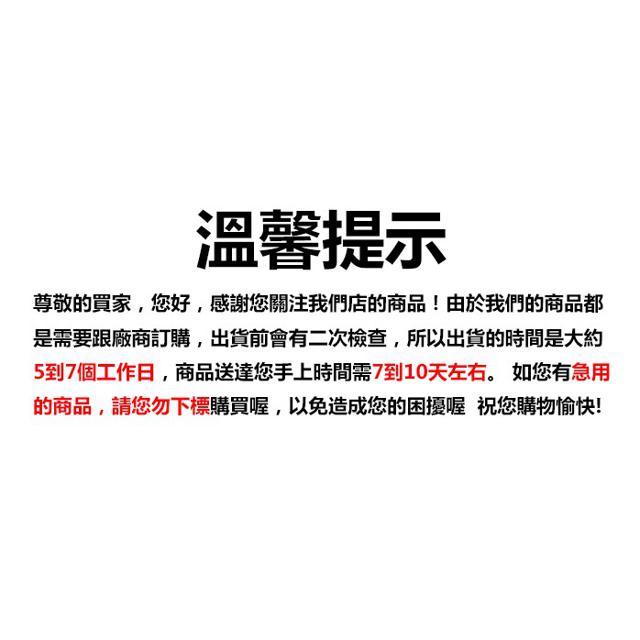 溫馨提示
尊敬的買家，您好，感謝您關注我們店的商品！由於我們的商品都
是需要跟廠商訂購，出貨前會有二次檢查，所以出貨的時間是大約
5到7個工作日，商品送達您手上時間需7到10天左右。 如您有急用
的商品，請您勿下標購買喔，以免造成您的困擾喔 祝您購物愉快!